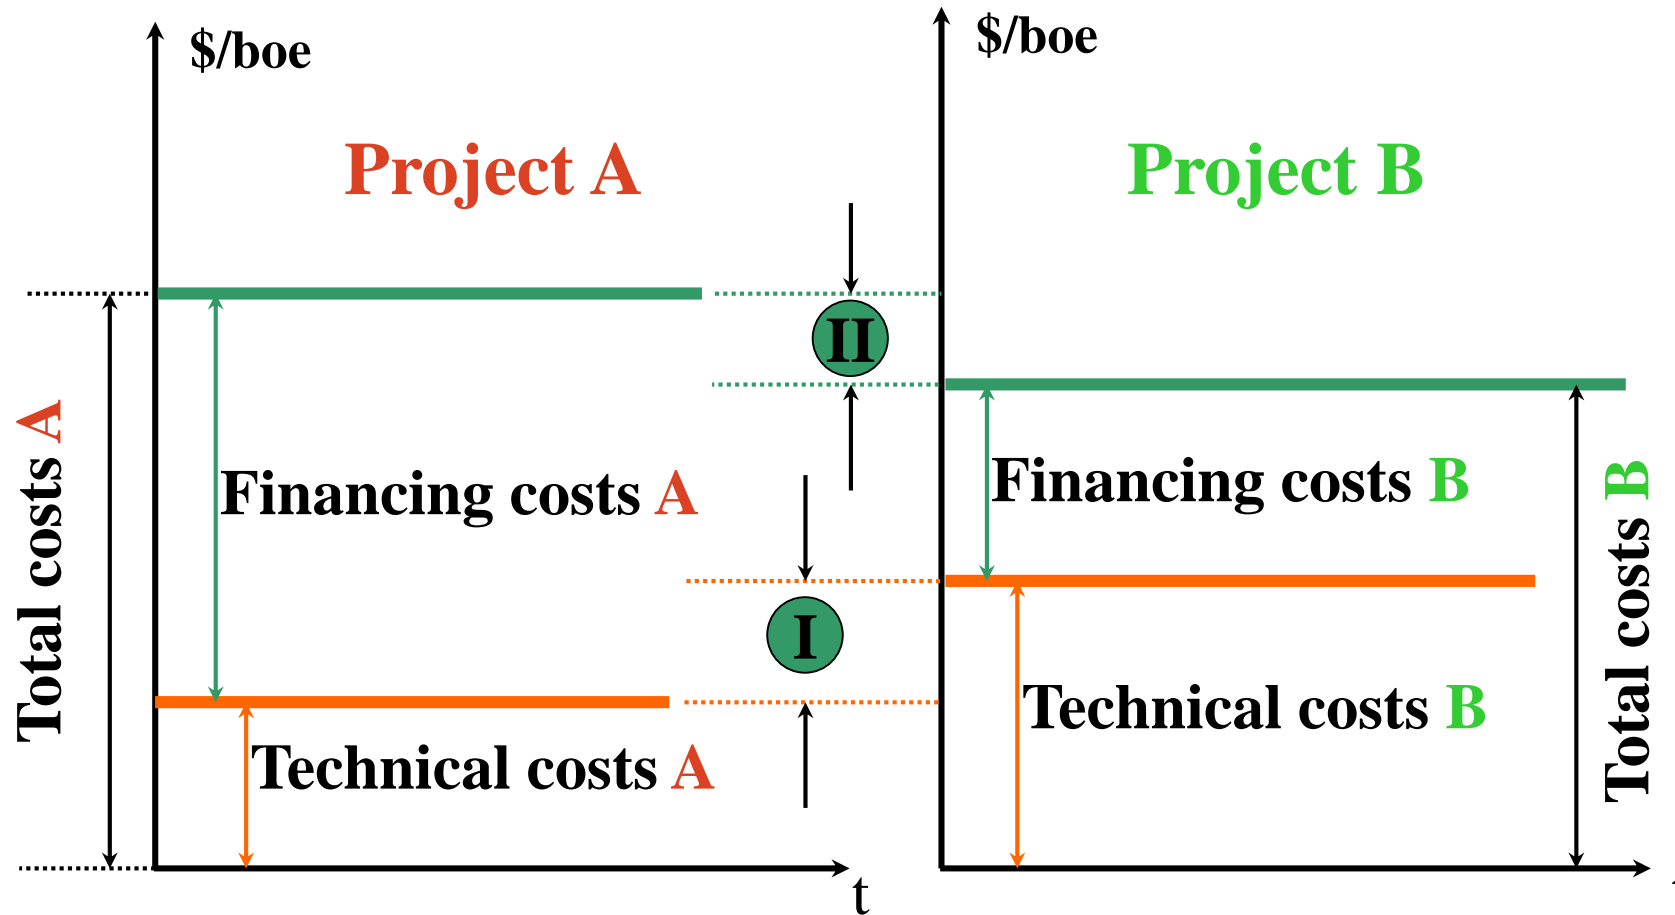 $/boe
Project A
Total costs A
Financing costs A
Technical costs A
t
II
I
$/boe
Project B
Financing costs B
Technical costs B
Total costs B